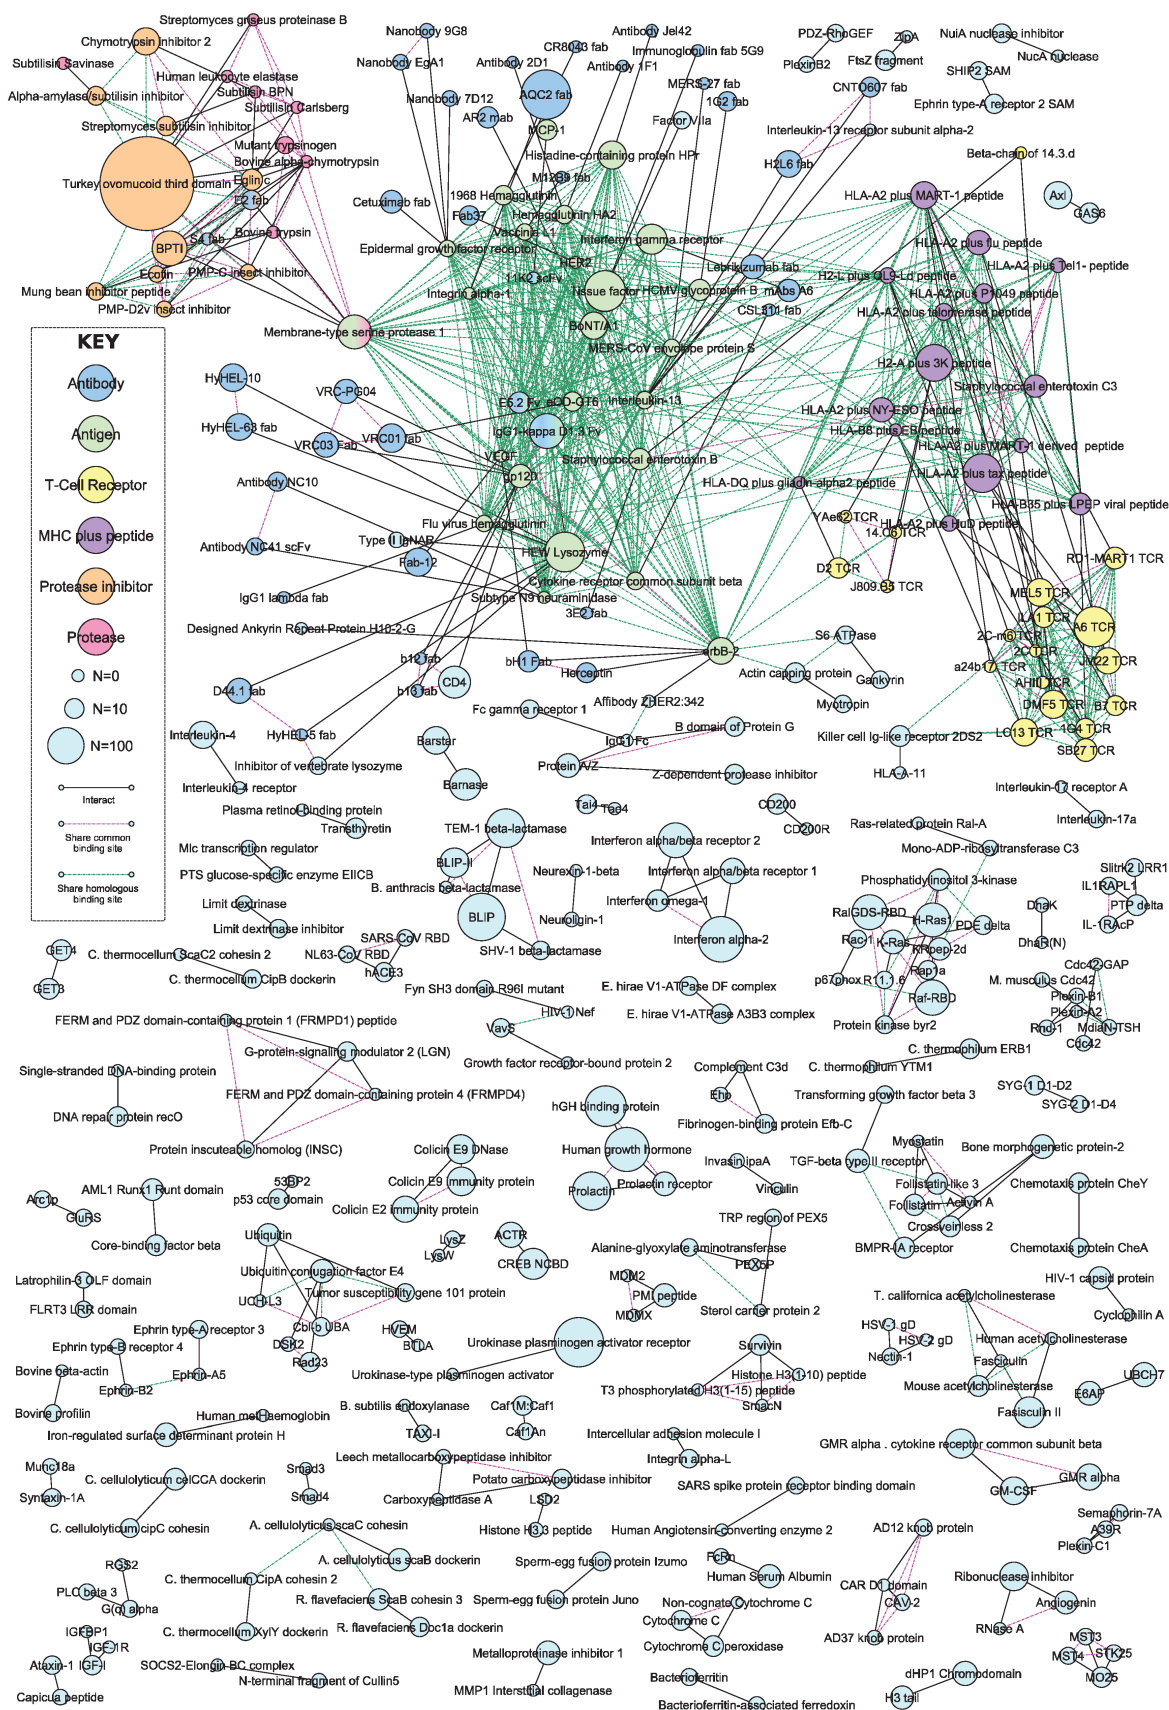 Streptomyces griseus proteinase B
Chymotrypsin inhibitor 2
Subtilisin Savinase
Human leukocyte elastase
Alpha-amylase/subtilisin inhibitor
Subtilisin BPN
Subtilisin Carlsberg
Streptomyces subtilisin inhibitor
Mutant trypsinogen
Bovine alpha-chymotrypsin
Turkey ovomucoid third domain
Eglin c
E2 fab
Bovine trypsin
S4 fab
BPTI
Ecotin
PMP-C insect inhibitor
Mung bean inhibitor peptide
PMP-D2v insect inhibitor
Membrane-type serine protease 1
Nanobody 9G8
Nanobody EgA1
Nanobody 7D12
Antibody 2D1
CR8043 fab
Antibody Jel42
Immunoglobulin fab 5G9
Antibody 1F1
MERS-27 fab
1G2 fab
AQC2 fab
AR2 mab
MCP-1
Factor VIIa
Histidine-containing protein HPr
M12B9 fab
1968 Hemagglutinin
Cetuximab fab
Fab37
Hemagglutinin HA2
Vaccinia L1
Epidermal growth factor receptor
Interferon gamma receptor
HER2
Lebrikizumab fab
11K2 scFv
Integrin alpha-1
Tissue factor
HCMV glycoprotein B
mAbs A6
CSL311 fab
BoNT/A1
MERS-CoV envelope protein S
PDZ-RhoGEF
PlexinB2
ZipA
FtsZ fragment
NuiA nuclease inhibitor
NucA nuclease
SHIP2 SAM
Ephrin type-A receptor 2 SAM
CNTO607 fab
Interleukin-13 receptor subunit alpha-2
H2L6 fab
Beta-chain of 14.3.d
Axl
GAS6
HLA-A2 plus MART-1 peptide
HLA-A2 plus flu peptide
HLA-A2 plus Tel1- peptide
H2-L plus QL9-Ld peptide
HLA-A2 plus P1049 peptide
HLA-A2 plus telomerase peptide
H2-A plus 3K peptide
Staphylococcal enterotoxin C3
HLA-A2 plus NY-ESO peptide
HLA-B8 plus EB peptide
HLA-A2 plus MART-1 derived peptide
HLA-A2 plus tax peptide
HLA-DQ plus gliadin-alpha2 peptide
HLA-B35 plus LPEP viral peptide
HLA-A2 plus HuD peptide
KEY
Antibody
Antigen
T-Cell Receptor
MHC plus peptide
Protease inhibitor
Protease
N=0
N=10
N=100
Interact
Share common
binding site
Share homologous
binding site
HyHEL-10
VRC-PG04
HyHEL-63 fab
VRC03 Fab
VRC01 fab
E5.2 Fv
eOD-GT6
Interleukin-13
IgG1-kappa D1.3 Fv
VEGF
Staphylococcal enterotoxin B
gp120
Antibody NC10
Flu virus hemagglutinin
Antibody NC41 scFv
Type II IgNAR
Fab-12
HEW Lysozyme
Cytokine receptor common subunit beta
Subtype N9 neuraminidase
3E2 fab
IgG1 lambda fab
Designed Ankyrin Repeat Protein H10-2-G
erbB-2
b12 fab
CD4
b13 fab
bH1 Fab
Herceptin
D44.1 fab
HyHEL-5 fab
Inhibitor of vertebrate lysozyme
YAe62 TCR
14.C6 TCR
D2 TCR
J809.B5 TCR
RD1-MART1 TCR
MEL5 TCR
ILA1 TCR
A6 TCR
2C-m6 TCR
2C TCR
JM22 TCR
a24b17 TCR
AHIII TCR
DMF5 TCR
B7 TCR
LC13 TCR
1G4 TCR
SB27 TCR
S6 ATPase
Actin capping protein
Gankyrin
Myotropin
Killer cell Ig-like receptor 2DS2
HLA-A-11
Affibody ZHER2:342
Fc gamma receptor 1
B domain of Protein G
IgG1 Fc
Protein A/Z
Z-dependent protease inhibitor
Interleukin-4
Interleukin-4 receptor
Barstar
Barnase
Plasma retinol-binding protein
Transthyretin
TEM-1 beta-lactamase
BLIP-II
B. anthracis beta-lactamase
BLIP
SHV-1 beta-lactamase
Tai4
Tae4
CD200
CD200R
Interleukin-17 receptor A
Interleukin-17a
Mlc transcription regulator
PTS glucose-specific enzyme EIICB
Neurexin-1-beta
Neuroligin-1
Interferon alpha/beta receptor 2
Interferon alpha/beta receptor 1
Interferon omega-1
Interferon alpha-2
Ras-related protein Ral-A
Mono-ADP-ribosyltransferase C3
Phosphatidylinositol 3-kinase
RalGDS-RBD
H-Ras1
PDE delta
Rac-1
K-Ras
KRpep-2d
Rap1a
p67phox
R11.1.6
Raf-RBD
Protein kinase byr2
Slitrk2 LRR1
IL1RAPL1
PTP delta
IL-1RAcP
DhaK
DhaR(N)
Limit dextrinase
Limit dextrinase inhibitor
GET4
GET3
C. thermocellum ScaC2 cohesin 2
C. thermocellum CipB dockerin
SARS-CoV RBD
NL63-CoV RBD
hACE3
Fyn SH3 domain R96I mutant
HIV-1 Nef
VavS
Growth factor receptor-bound protein 2
E. hirae V1-ATPase DF complex
E. hirae V1-ATPase A3B3 complex
Cdc42-GAP
M. musculus Cdc42
Plexin-B1
Plexin-A2
Rnd-1
MdiaN-TSH
Cdc42
FERM and PDZ domain-containing protein 1 (FRMPD1) peptide
G-protein-signaling modulator 2 (LGN)
FERM and PDZ domain-containing protein 4 (FRMPD4)
Protein inscuteable homolog (INSC)
Single-stranded DNA-binding protein
DNA repair protein recO
C. thermophilum ERB1
C. thermophilum YTM1
Complement C3d
Ehp
Fibrinogen-binding protein Efb-C
SYG-1 D1-D2
SYG-2 D1-D4
Transforming growth factor beta 3
Myostatin
Bone morphogenetic protein-2
TGF-beta type II receptor
Follistatin-like 3
Follistatin
Activin A
Crossveinless 2
BMPR-IA receptor
hGH binding protein
Human growth hormone
Prolactin
Prolactin receptor
Invasin ipaA
Vinculin
Colicin E9 DNase
Colicin E9 immunity protein
Colicin E2 immunity protein
Chemotaxis protein CheY
Chemotaxis protein CheA
Arc1p
GluRS
AML1 Runx1 Runt domain
Core-binding factor beta
53BP2
p53 core domain
LysZ
LysW
ACTR
CREB NCBD
TRP region of PEX5
Alanine-glyoxylate aminotransferase
PEX5P
Sterol carrier protein 2
Ubiquitin
Ubiquitin conjugation factor E4
Tumor susceptibility gene 101 protein
UCH-L3
Cbl-b UBA
DSK2
Rad23
MDM2
PMI peptide
MDMX
HIV-1 capsid protein
Cyclophilin A
Latrophilin-3 OLF domain
FLRT3 LRR domain
Ephrin type-A receptor 3
Ephrin type-B receptor 4
Ephrin-A5
Ephrin-B2
HVEM
BTLA
Urokinase plasminogen activator receptor
Urokinase-type plasminogen activator
Survivin
Histone H3(1-10) peptide
T3 phosphorylated H3(1-15) peptide
SmacN
T. californica acetylcholinesterase
HSV-1 gD
HSV-2 gD
Nectin-1
Human acetylcholinesterase
Fasciculin
Mouse acetylcholinesterase
Fasisculin II
UBCH7
E6AP
Bovine beta-actin
Bovine profilin
Human methaemoglobin
Iron-regulated surface determinant protein H
B. subtilis endoxylanase
TAXI-I
Caf1M:Caf1
Caf1An
Intercellular adhesion molecule I
Integrin alpha-L
GMR alpha . cytokine receptor common subunit beta
GMR alpha
GM-CSF
Munc18a
Syntaxin-1A
C. cellulolyticum celCCA dockerin
C. cellulolyticum cipC cohesin
Smad3
Smad4
Leech metallocarboxypeptidase inhibitor
Potato carboxypeptidase inhibitor
Carboxypeptidase A
LSD2
Histone H3.3 peptide
SARS spike protein receptor binding domain
Human Angiotensin-converting enzyme 2
AD12 knob protein
CAR D1 domain
CAV-2
AD37 knob protein
Semaphorin-7A
A39R
Plexin-C1
A. cellulolyticus scaC cohesin
A. cellulolyticus scaB dockerin
C. thermocellum CipA cohesin 2
R. flavefaciens ScaB cohesin 3
C. thermocellum XylY dockerin
R. flavefaciens Doc1a dockerin
Sperm-egg fusion protein Izumo
Sperm-egg fusion protein Juno
FcRn
Human Serum Albumin
Non-cognate Cytochrome C
Cytochrome C
Cytochrome C peroxidase
Ribonuclease inhibitor
Angiogenin
RNase A
RGS2
PLC beta 3
G(q) alpha
IGFBP1
IGF-1R
IGF-I
Ataxin-1
Capicua peptide
SOCS2-Elongin BC complex
N-terminal fragment of Cullin5
Metalloproteinase inhibitor 1
MMP1 Interstitial collagenase
Bacterioferritin
Bacterioferritin-associated ferredoxin
dHP1 Chromodomain
H3 tail
MST3
MST4
STK25
MO25